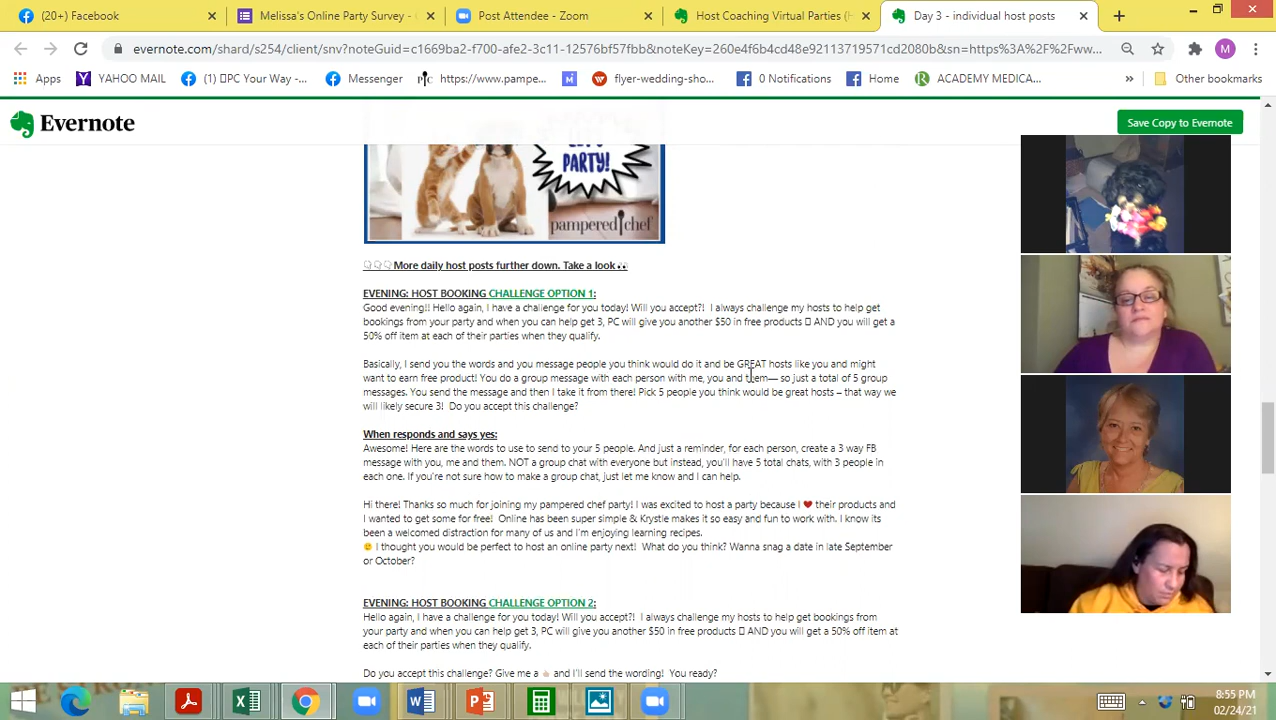 (20+) Facebook
Melissa's Online Party Survey -
Post Attendee - Zoom
Host Coaching Virtual Parties (H
Day 3 - individual host posts
evernote.com/shard/s254/client/snv?noteGuid=c1669ba2-f700-afe2-3c11-12576bf57fbb&noteKey=260e4f6b4cd48e92113719571cd2080b&sn=https%3A%2F%2Fww...
M
Apps
YAHOO MAIL
(1) PC Your Way -...
Messenger
https://www.pampe...
flyer-wedding-sho...
0 Notifications
Home
ACADEMY MEDICA...
»
Other bookmarks
Evernote
Save Copy to Evernote
PARTY!
pampered chef
👇🏻👇🏻👇🏻More daily host posts further down. Take a look👀
EVENING: HOST BOOKING CHALLENGE OPTION 1:
Good evening!! Hello again, I have a challenge for you today! Will you accept?! I always challenge my hosts to help get
bookings from your party and when you can help get 3, PC will give you another $50 in free products AND you will get a
50% off item at each of their parties when they qualify.
Basically, I send you the words and you message people you think would do it and be GREAT hosts like you and might
want to earn free product! You do a group message with each person with me, you and them— so just a total of 5 group
messages. You send the message and then I take it from there! Pick 5 people you think would be great hosts – that way we
will likely secure 3! Do you accept this challenge?
When responds and says yes:
Awesome! Here are the words to use to send to your 5 people. And just a reminder, for each person, create a 3 way FB
message with you, me and them. NOT a group chat with everyone but instead, you'll have 5 total chats, with 3 people in
each one. If you're not sure how to make a group chat, just let me know and I can help.
Hi there! Thanks so much for joining my pampered chef party! I was excited to host a party because I ❤ their products and
I wanted to get some for free! Online has been super simple & Krystie makes it so easy and fun to work with. I know its
been a welcomed distraction for many of us and I'm enjoying learning recipes.
🙂 I thought you would be perfect to host an online party next! What do you think? Wanna snag a date in late September
or October?
EVENING: HOST BOOKING CHALLENGE OPTION 2:
Hello again, I have a challenge for you today! Will you accept?! I always challenge my hosts to help get bookings from
your party and when you can help get 3, PC will give you another $50 in free products AND you will get a 50% off item at
each of their parties when they qualify.
Do you accept this challenge? Give me a 👍🏻 and I'll send the wording! You ready?
8:55 PM
02/24/21